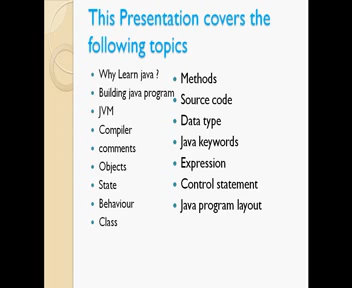 This Presentation covers the
following topics
Why Learn java ?
Building java program
JVM
Compiler
comments
Objects
State
Behaviour
Class
Methods
Source code
Data type
Java keywords
Expression
Control statement
Java program layout